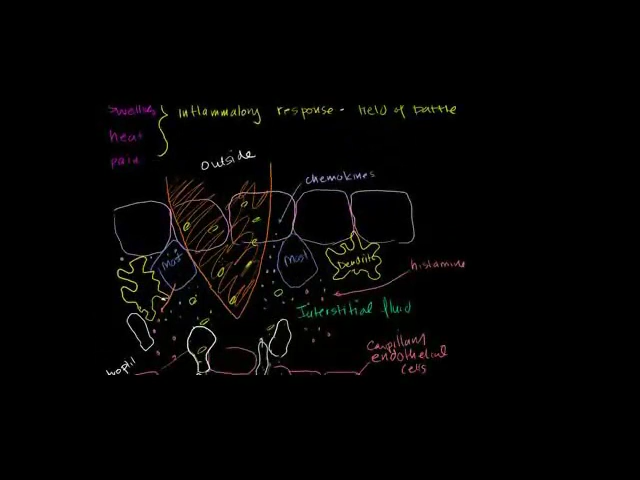 swelling
inflammatory response - field of battle
heat
pain
outside
chemokines
Mast
Mast
Dendritic
histamine
Interstitial fluid
capillary
endothelial
cells